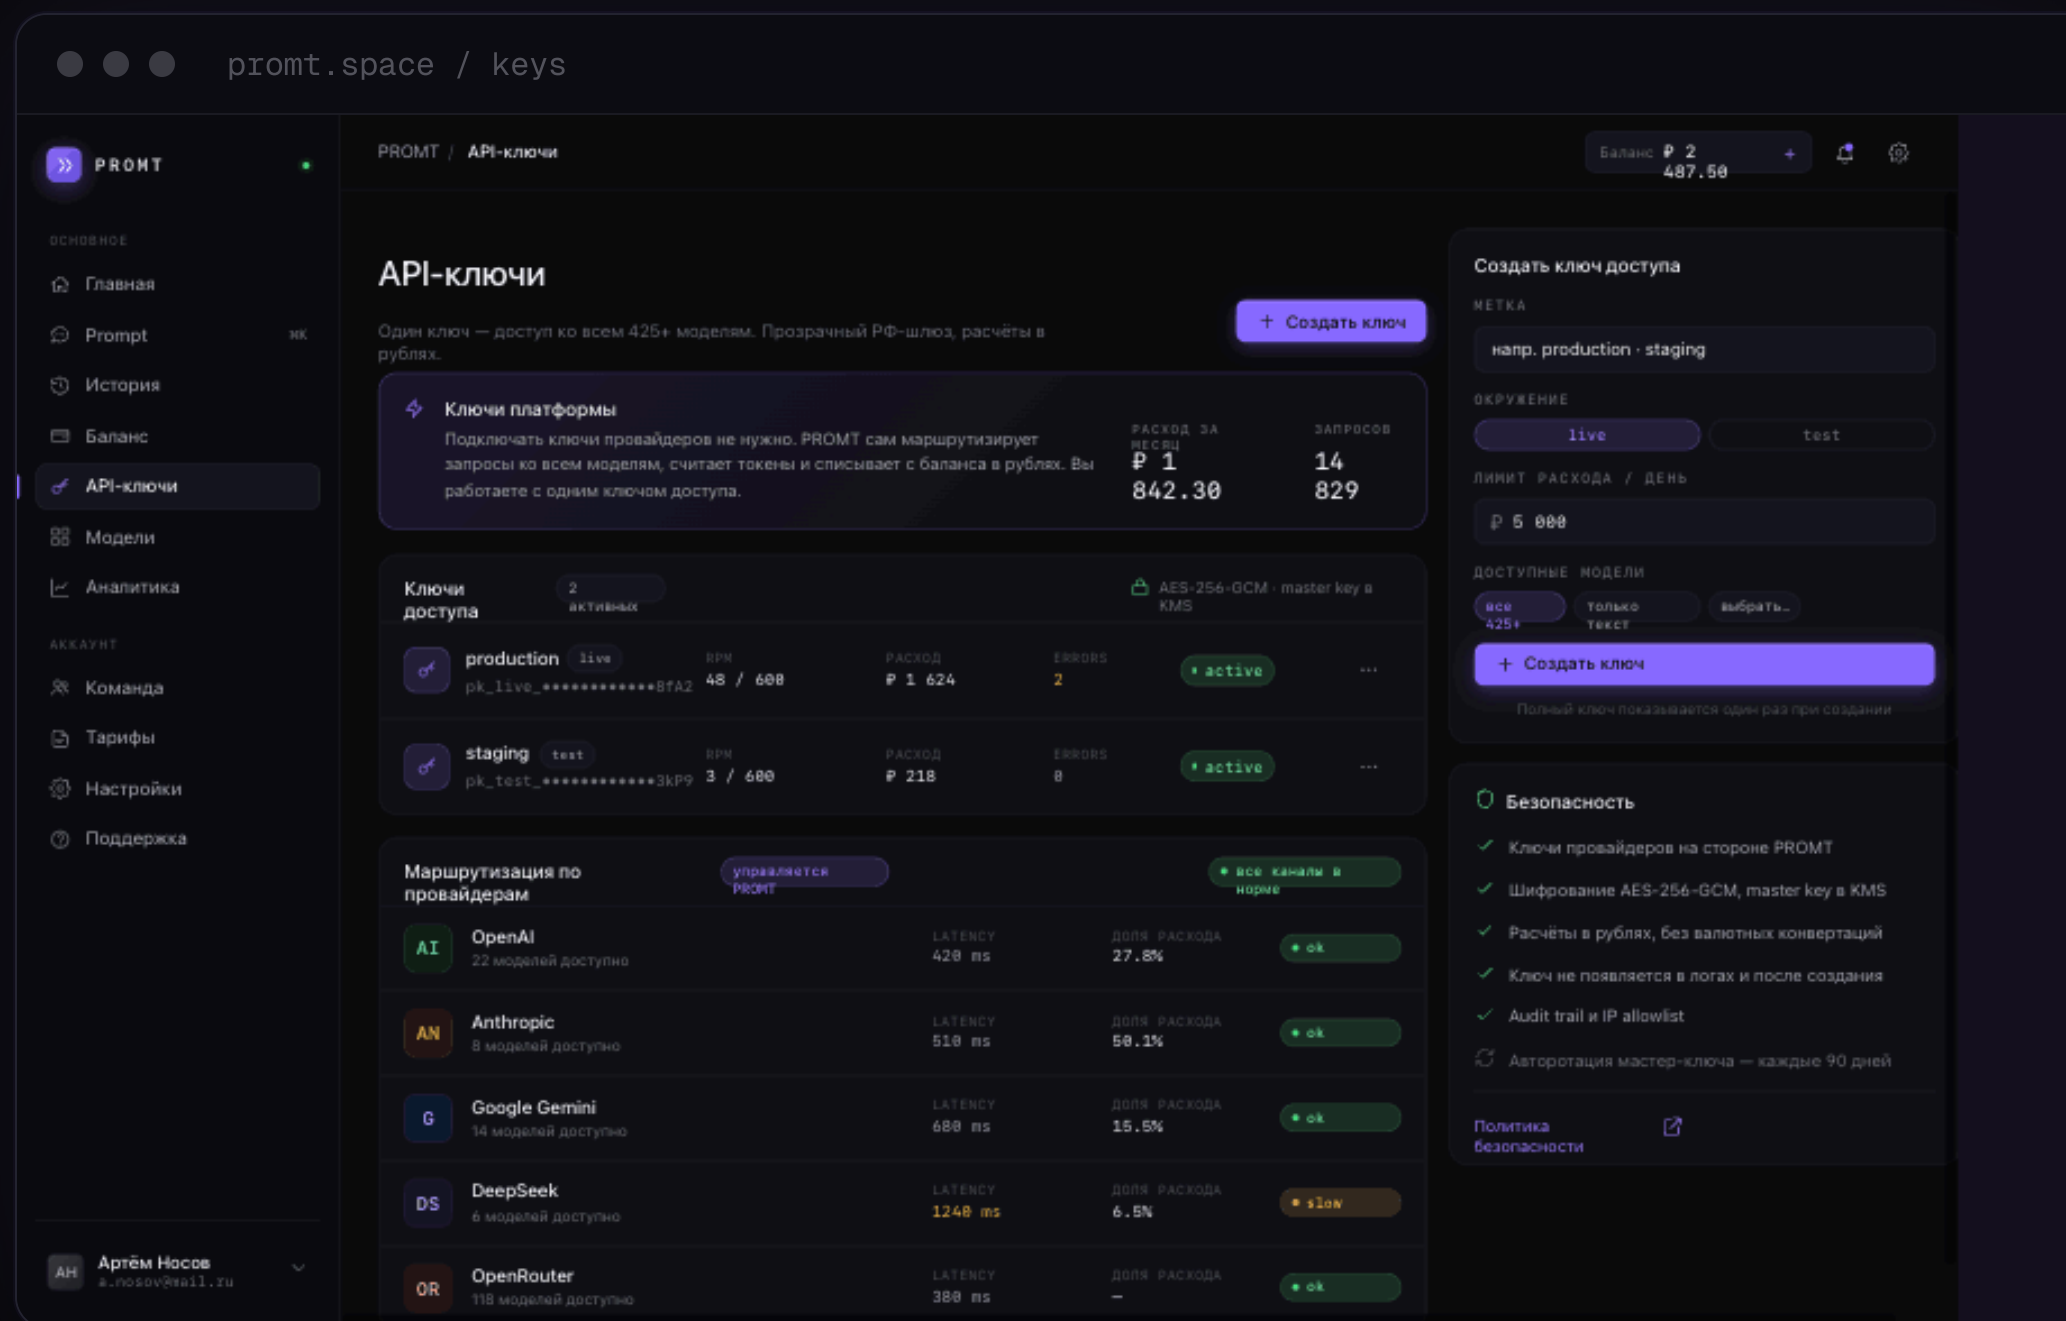 promt.space / keys
PROMT
ОСНОВНОЕ
Главная
Prompt ⌘K
История
Баланс
API-ключи
Модели
Аналитика
АККАУНТ
Команда
Тарифы
Настройки
Поддержка
АН
Артём Носов
a.nosov@mail.ru
PROMT / API-ключи
Баланс ₽ 2
487.50
+
API-ключи
Один ключ — доступ ко всем 425+ моделям. Прозрачный РФ-шлюз, расчёты в
рублях.
+ Создать ключ
Ключи платформы
Подключать ключи провайдеров не нужно. PROMT сам маршрутизирует
запросы ко всем моделям, считает токены и списывает с баланса в рублях. Вы
работаете с одним ключом доступа.
РАСХОД ЗА
МЕСЯЦ
₽ 1
842.30
ЗАПРОСОВ
14
829
Ключи
доступа
2
активных
AES-256-GCM · master key в
KMS
production live
pk_live_••••••••••••8fA2
RPM
48 / 600
РАСХОД
₽ 1 624
ERRORS
2
active
···
staging test
pk_test_••••••••••••3kP9
RPM
3 / 600
РАСХОД
₽ 218
ERRORS
0
active
···
Маршрутизация по
провайдерам
управляется
PROMT
все каналы в
норме
AI
OpenAI
22 моделей доступно
LATENCY
420 ms
ДОЛЯ РАСХОДА
27.8%
ok
AN
Anthropic
8 моделей доступно
LATENCY
510 ms
ДОЛЯ РАСХОДА
50.1%
ok
G
Google Gemini
14 моделей доступно
LATENCY
680 ms
ДОЛЯ РАСХОДА
15.5%
ok
DS
DeepSeek
6 моделей доступно
LATENCY
1240 ms
ДОЛЯ РАСХОДА
6.5%
slow
OR
OpenRouter
118 моделей доступно
LATENCY
380 ms
ДОЛЯ РАСХОДА
—
ok
Создать ключ доступа
МЕТКА
напр. production · staging
ОКРУЖЕНИЕ
live
test
ЛИМИТ РАСХОДА / ДЕНЬ
₽ 5 000
ДОСТУПНЫЕ МОДЕЛИ
все
425+
только
текст
выбрать…
+ Создать ключ
Полный ключ показывается один раз при создании
Безопасность
Ключи провайдеров на стороне PROMT
Шифрование AES-256-GCM, master key в KMS
Расчёты в рублях, без валютных конвертаций
Ключ не появляется в логах и после создания
Audit trail и IP allowlist
Авторотация мастер-ключа — каждые 90 дней
Политика
безопасности